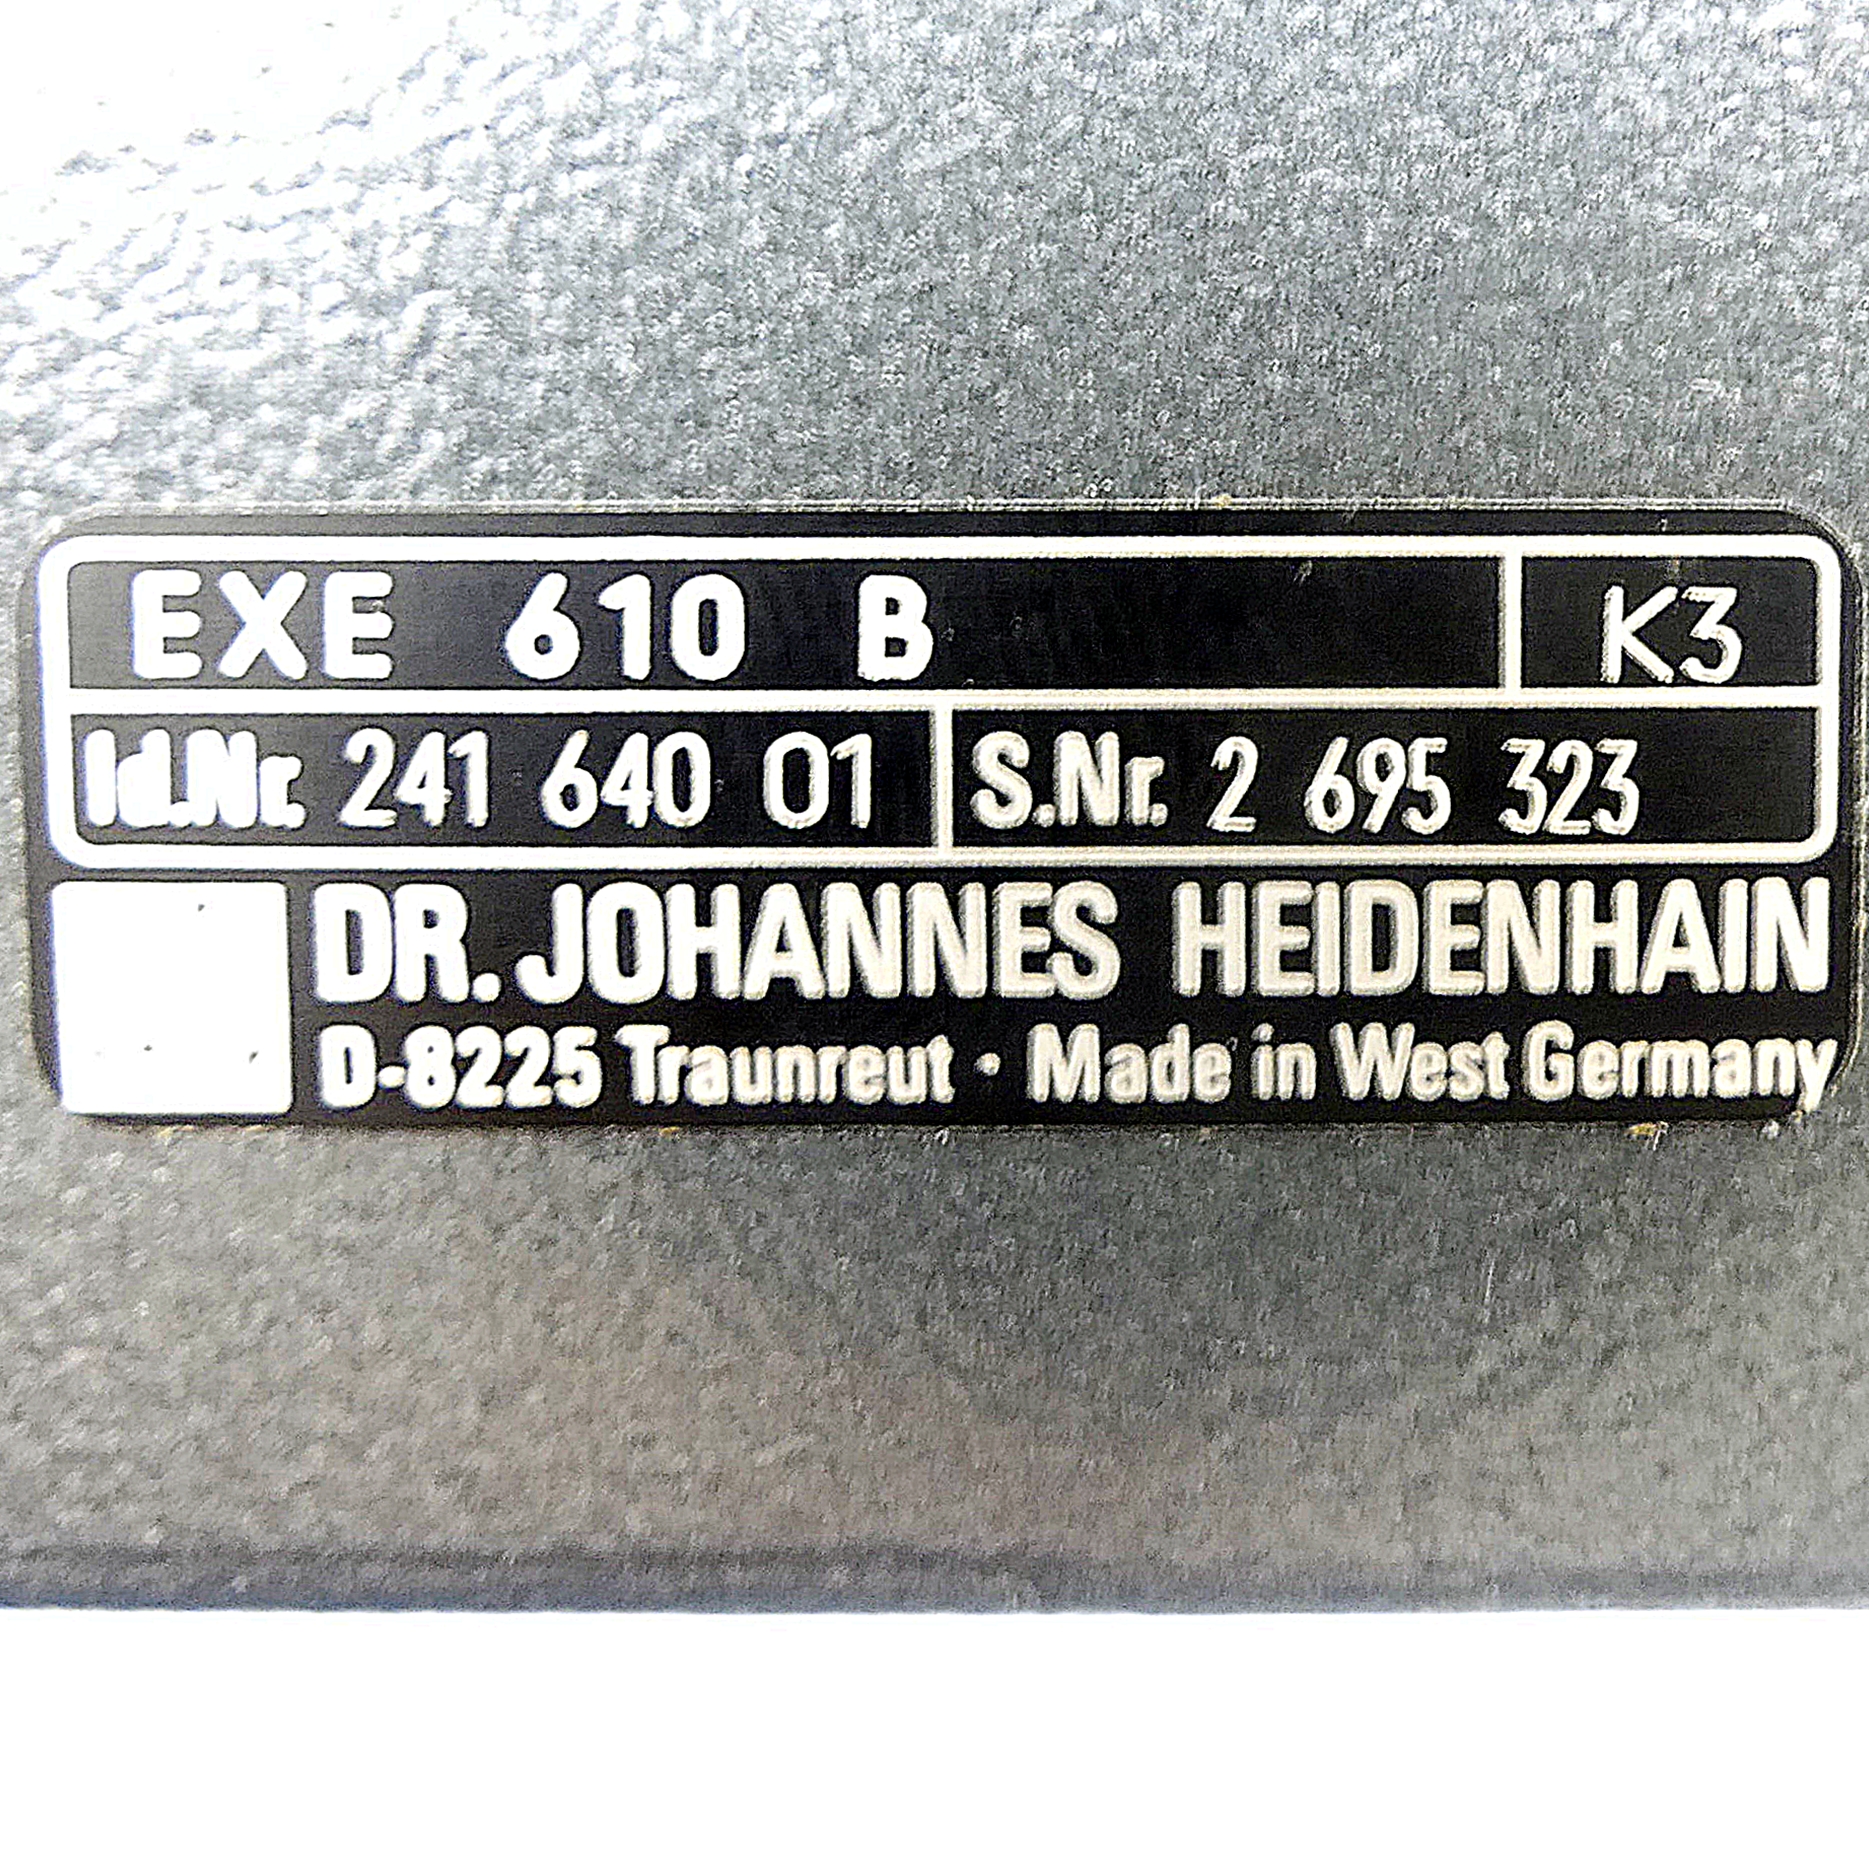 EXE 610 B K3
Id.Nr. 241 640 01 S.Nr. 2 695 323
DR. JOHANNES HEIDENHAIN
D-8225 Traunreut · Made in West Germany